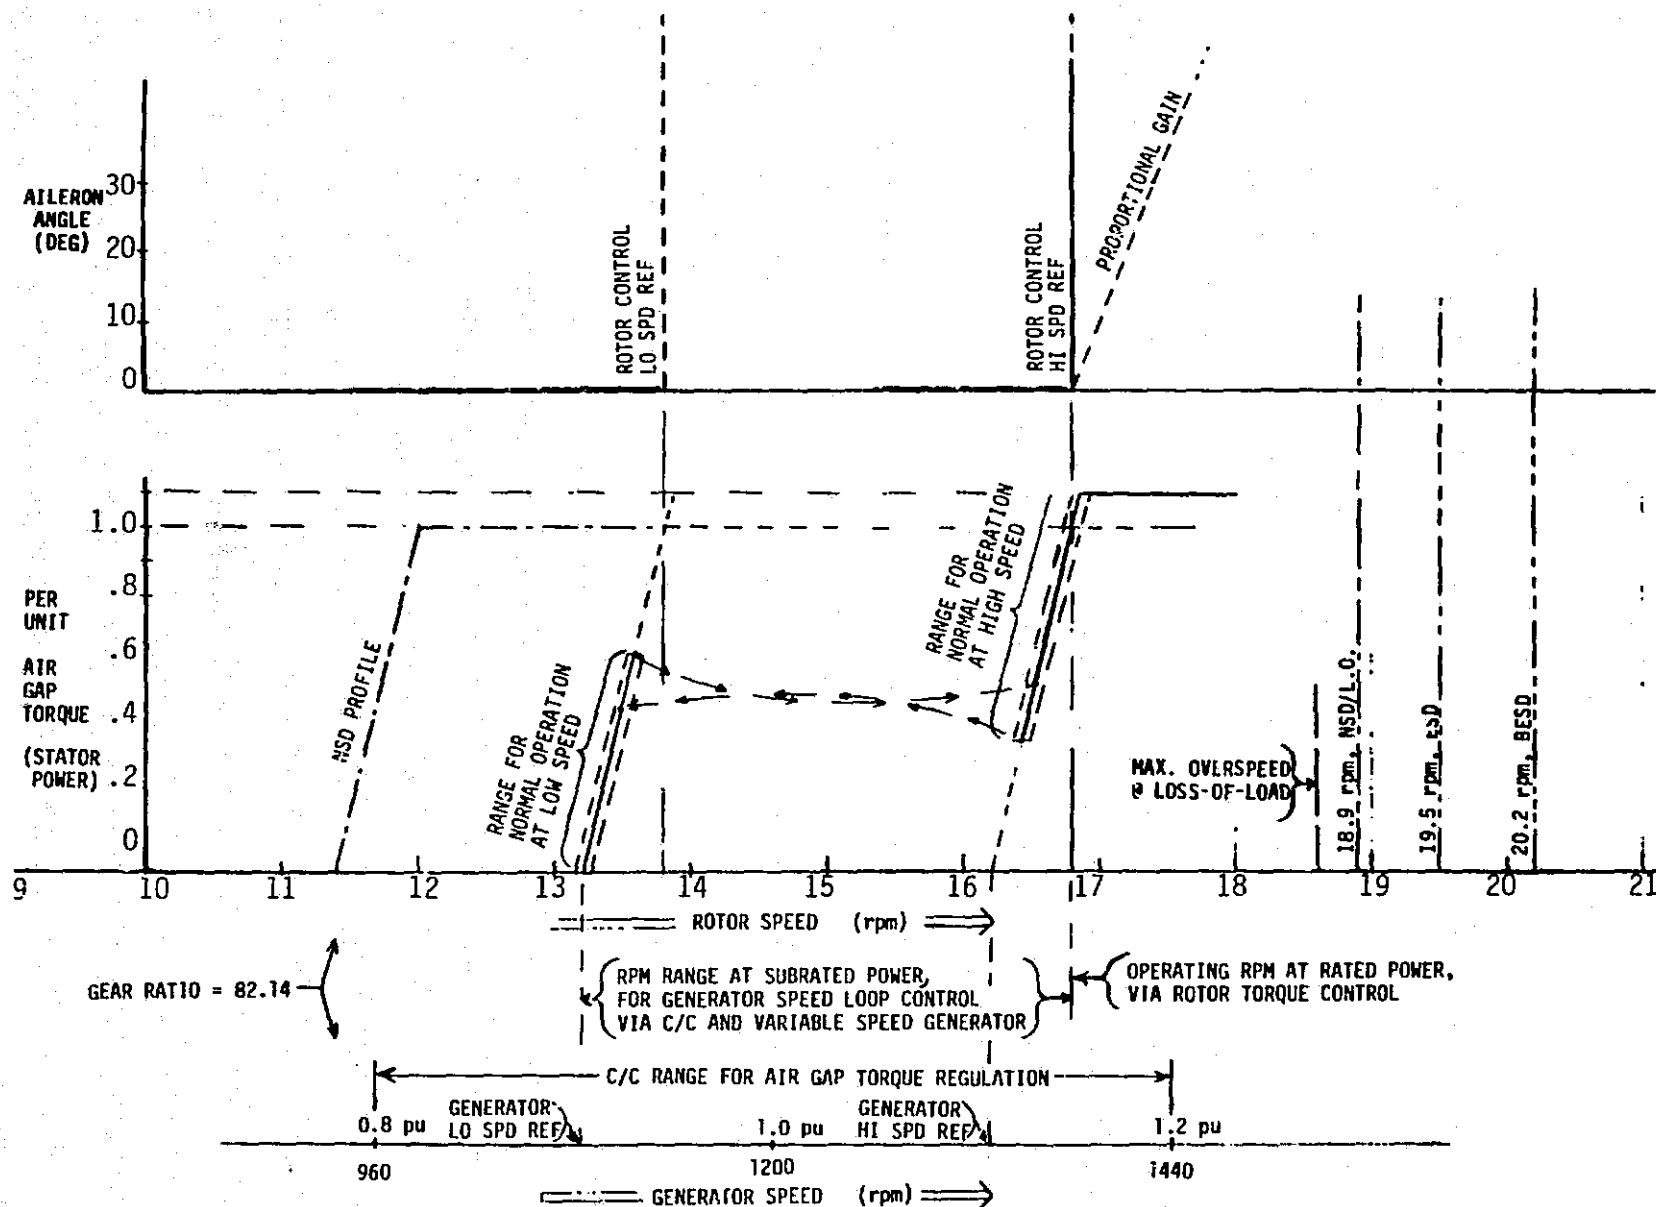 PROPORTIONAL GAIN
AILERON
ANGLE
(DEG)
30
20
10
0
ROTOR CONTROL
LO SPD REF
ROTOR CONTROL
HI SPD REF
PER
UNIT
AIR
GAP
TORQUE
(STATOR
POWER)
1.0
.8
.6
.4
.2
0
NSD PROFILE
RANGE FOR
NORMAL OPERATION
AT LOW SPEED
RANGE FOR
NORMAL OPERATION
AT HIGH SPEED
MAX. OVERSPEED
@ LOSS-OF-LOAD
18.9 rpm, NSD/L.O.
19.5 rpm, ESD
20.2 rpm, BESD
9 10 11 12 13 14 15 16 17 18 19 20 21
ROTOR SPEED (rpm)
GEAR RATIO = 82.14
RPM RANGE AT SUBRATED POWER,
FOR GENERATOR SPEED LOOP CONTROL
VIA C/C AND VARIABLE SPEED GENERATOR
OPERATING RPM AT RATED POWER,
VIA ROTOR TORQUE CONTROL
C/C RANGE FOR AIR GAP TORQUE REGULATION
0.8 pu
GENERATOR
LO SPD REF
1.0 pu
GENERATOR
HI SPD REF
1.2 pu
960 1200 1440
GENERATOR SPEED (rpm)